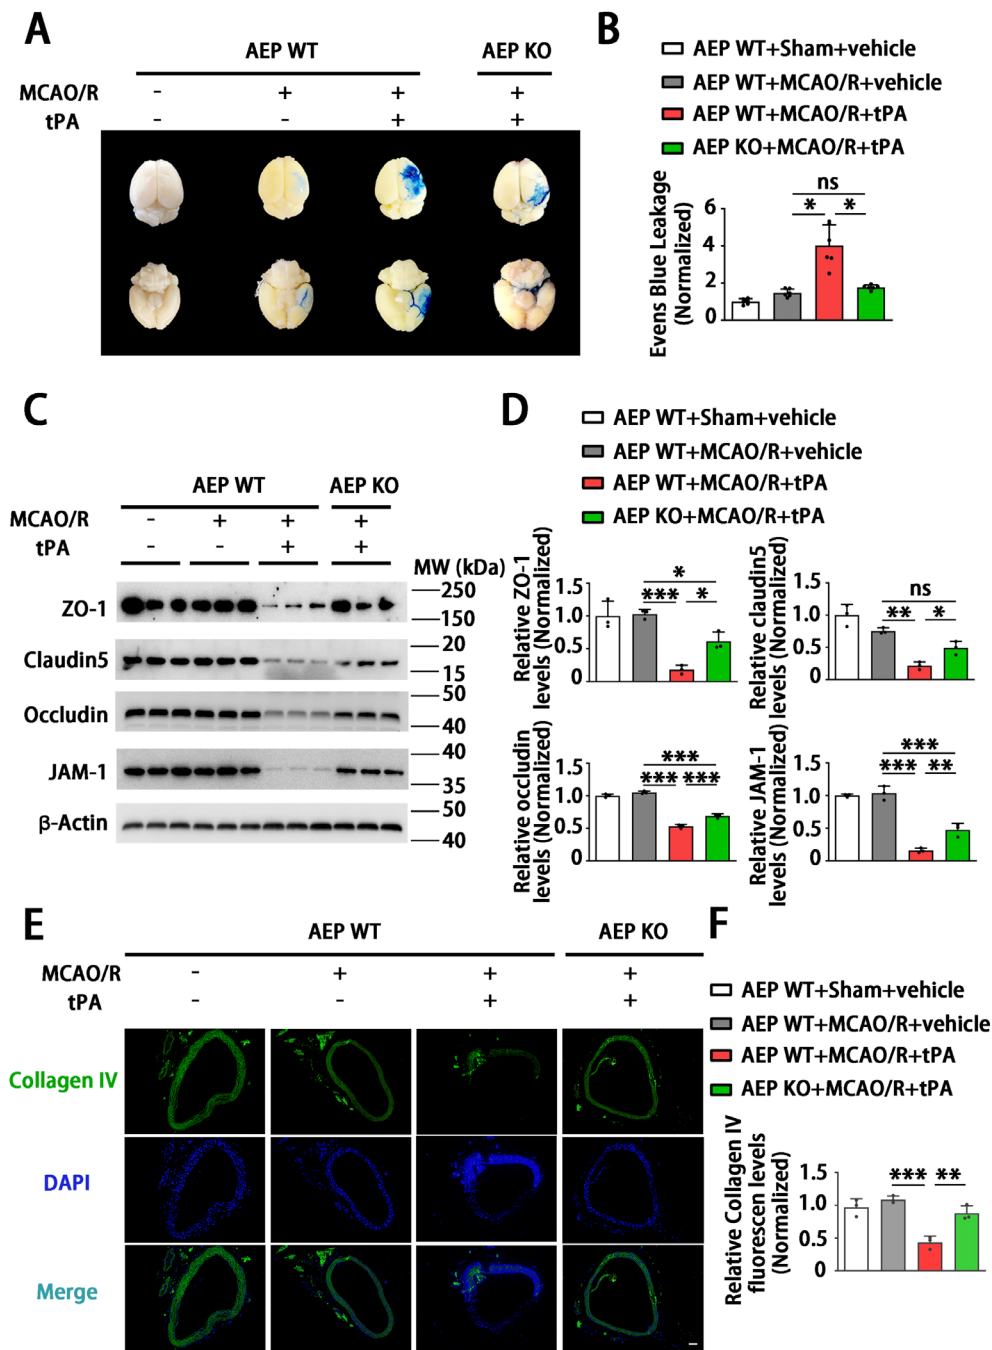 A
AEP WT AEP KO
MCAO/R - + + +
tPA - - + +
B
AEP WT+Sham+vehicle
AEP WT+MCAO/R+vehicle
AEP WT+MCAO/R+tPA
AEP KO+MCAO/R+tPA
Evens Blue Leakage
(Normalized)
6
4
2
0
ns
* *
C
AEP WT AEP KO
MCAO/R - + + +
tPA - - + +
MW (kDa)
ZO-1
250
150
Claudin5
20
15
Occludin
50
40
JAM-1
40
35
β-Actin
50
40
D
AEP WT+Sham+vehicle
AEP WT+MCAO/R+vehicle
AEP WT+MCAO/R+tPA
AEP KO+MCAO/R+tPA
Relative ZO-1
levels (Normalized)
1.5
1.0
0.5
0
*
*** *
Relative claudin5
levels (Normalized)
1.5
1.0
0.5
0
ns
** *
Relative occludin
levels (Normalized)
1.5
1.0
0.5
0
***
*** ***
Relative JAM-1
levels (Normalized)
1.5
1.0
0.5
0
***
*** **
E
AEP WT AEP KO
MCAO/R - + + +
tPA - - + +
Collagen IV
DAPI
Merge
F
AEP WT+Sham+vehicle
AEP WT+MCAO/R+vehicle
AEP WT+MCAO/R+tPA
AEP KO+MCAO/R+tPA
Relative Collagen IV
fluorescen levels
(Normalized)
1.5
1.0
0.5
0
*** **